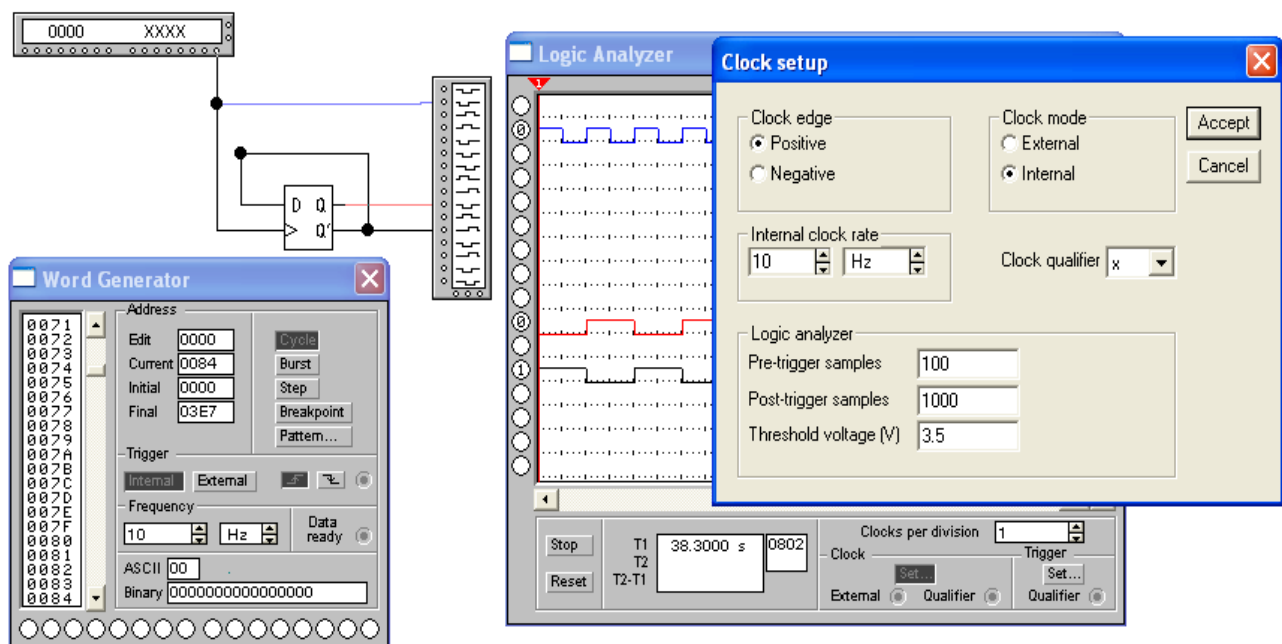 0000 XXXX
D Q
Q'
Word Generator
0071
0072
0073
0074
0075
0076
0077
0078
0079
007A
007B
007C
007D
007E
007F
0080
0081
0082
0083
0084
Address
Edit 0000
Current 0084
Initial 0000
Final 03E7
Cycle
Burst
Step
Breakpoint
Pattern...
Trigger
Internal External
Frequency
10 Hz
Data
ready
ASCII 00
Binary 0000000000000000
Logic Analyzer
1
0
0
1
Stop
Reset
T1 38.3000 s 0802
T2
T2-T1
Clocks per division 1
Clock
Set...
External Qualifier
Trigger
Set...
Qualifier
Clock setup
Clock edge
Positive
Negative
Clock mode
External
Internal
Accept
Cancel
Internal clock rate
10 Hz
Clock qualifier x
Logic analyzer
Pre-trigger samples 100
Post-trigger samples 1000
Threshold voltage (V) 3.5